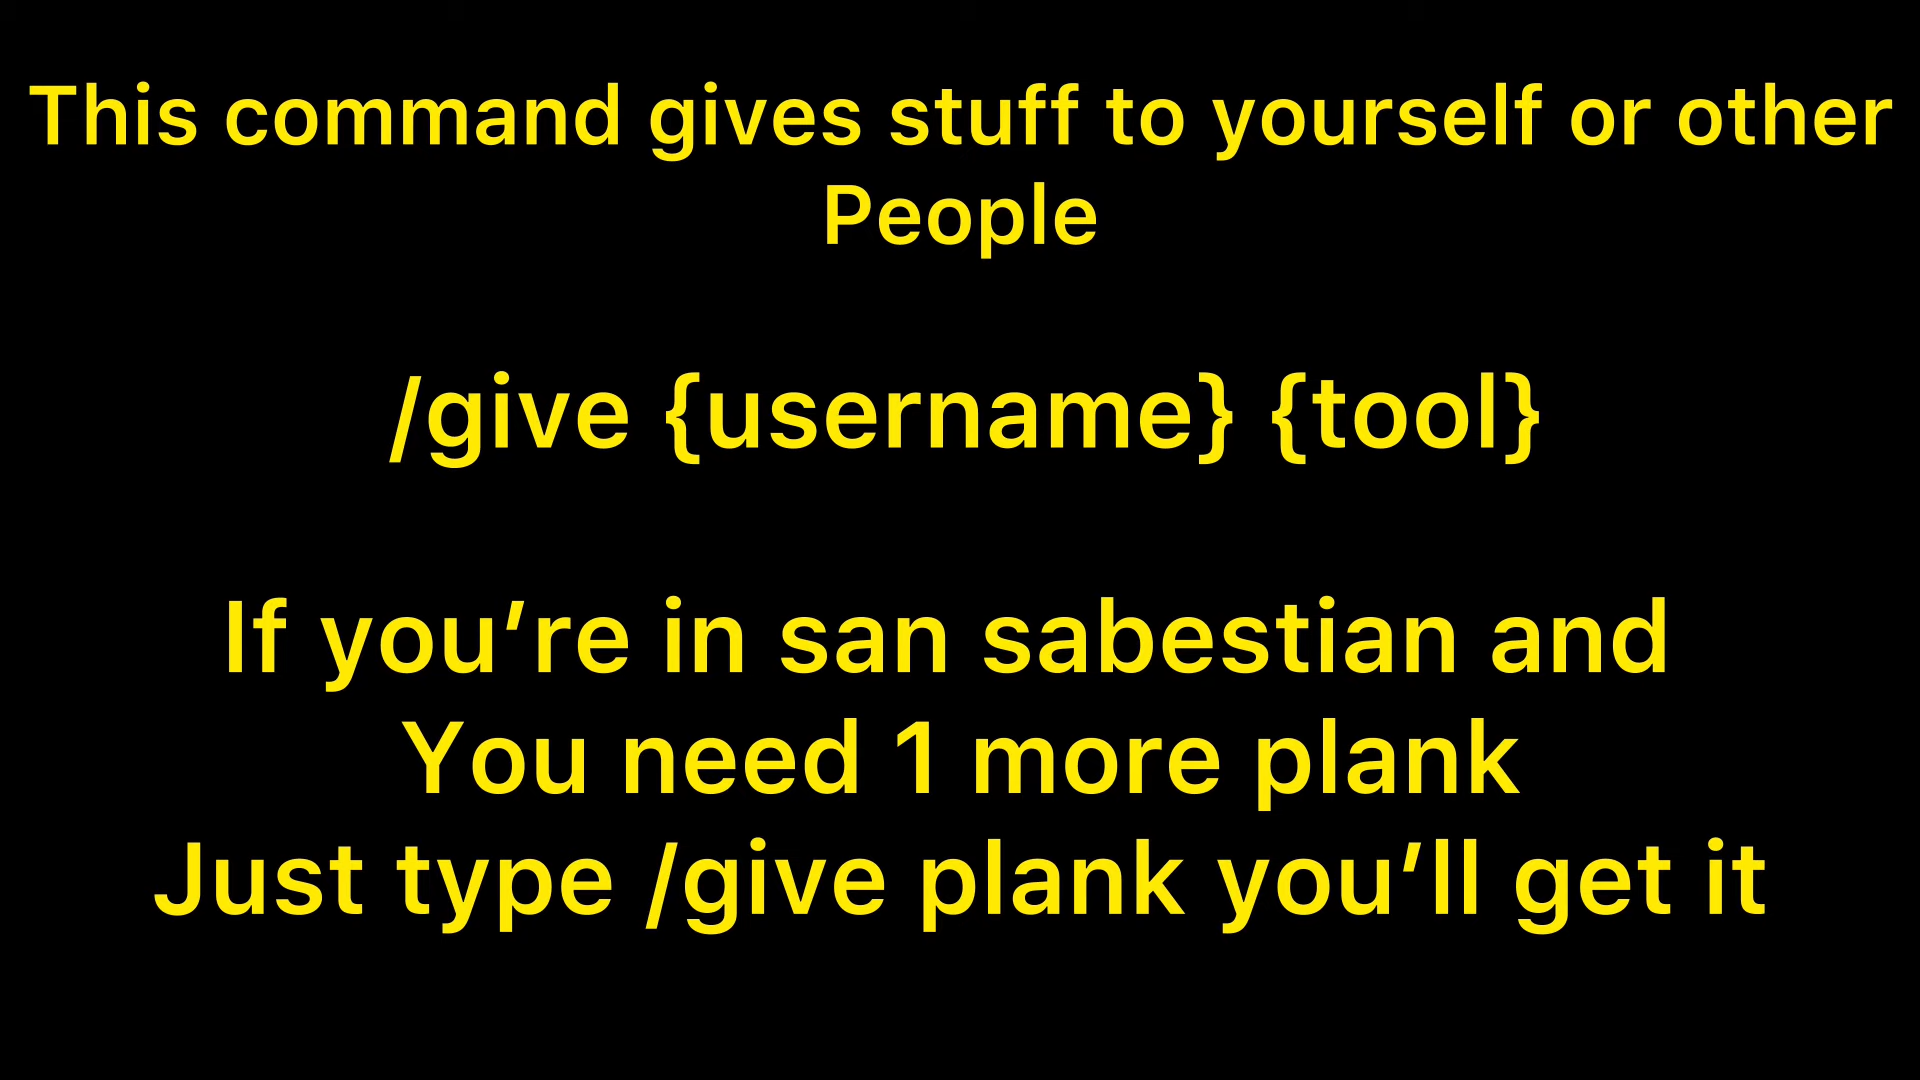 This command gives stuff to yourself or other
People
/give {username} {tool}
If you’re in san sabestian and
You need 1 more plank
Just type /give plank you’ll get it